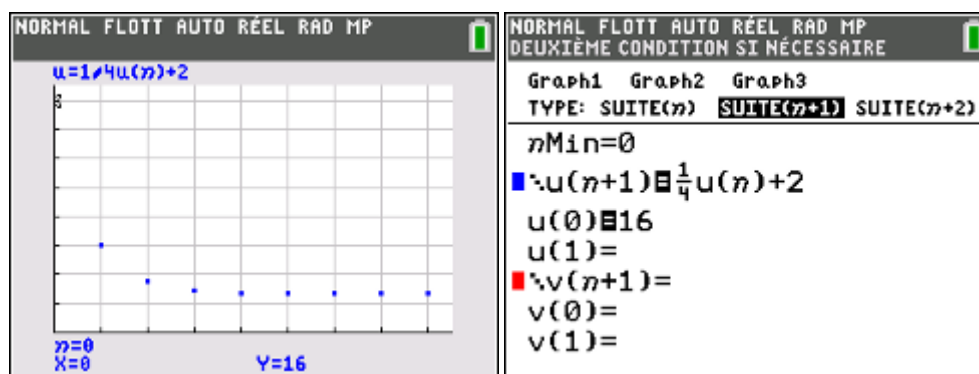 NORMAL FLOTT AUTO RÉEL RAD MP
u=1/4u(n)+2
n=0
X=0 Y=16
NORMAL FLOTT AUTO RÉEL RAD MP
DEUXIÈME CONDITION SI NÉCESSAIRE
Graph1 Graph2 Graph3
TYPE: SUITE(n) SUITE(n+1) SUITE(n+2)
nMin=0
u(n+1)=1/4u(n)+2
u(0)=16
u(1)=
v(n+1)=
v(0)=
v(1)=